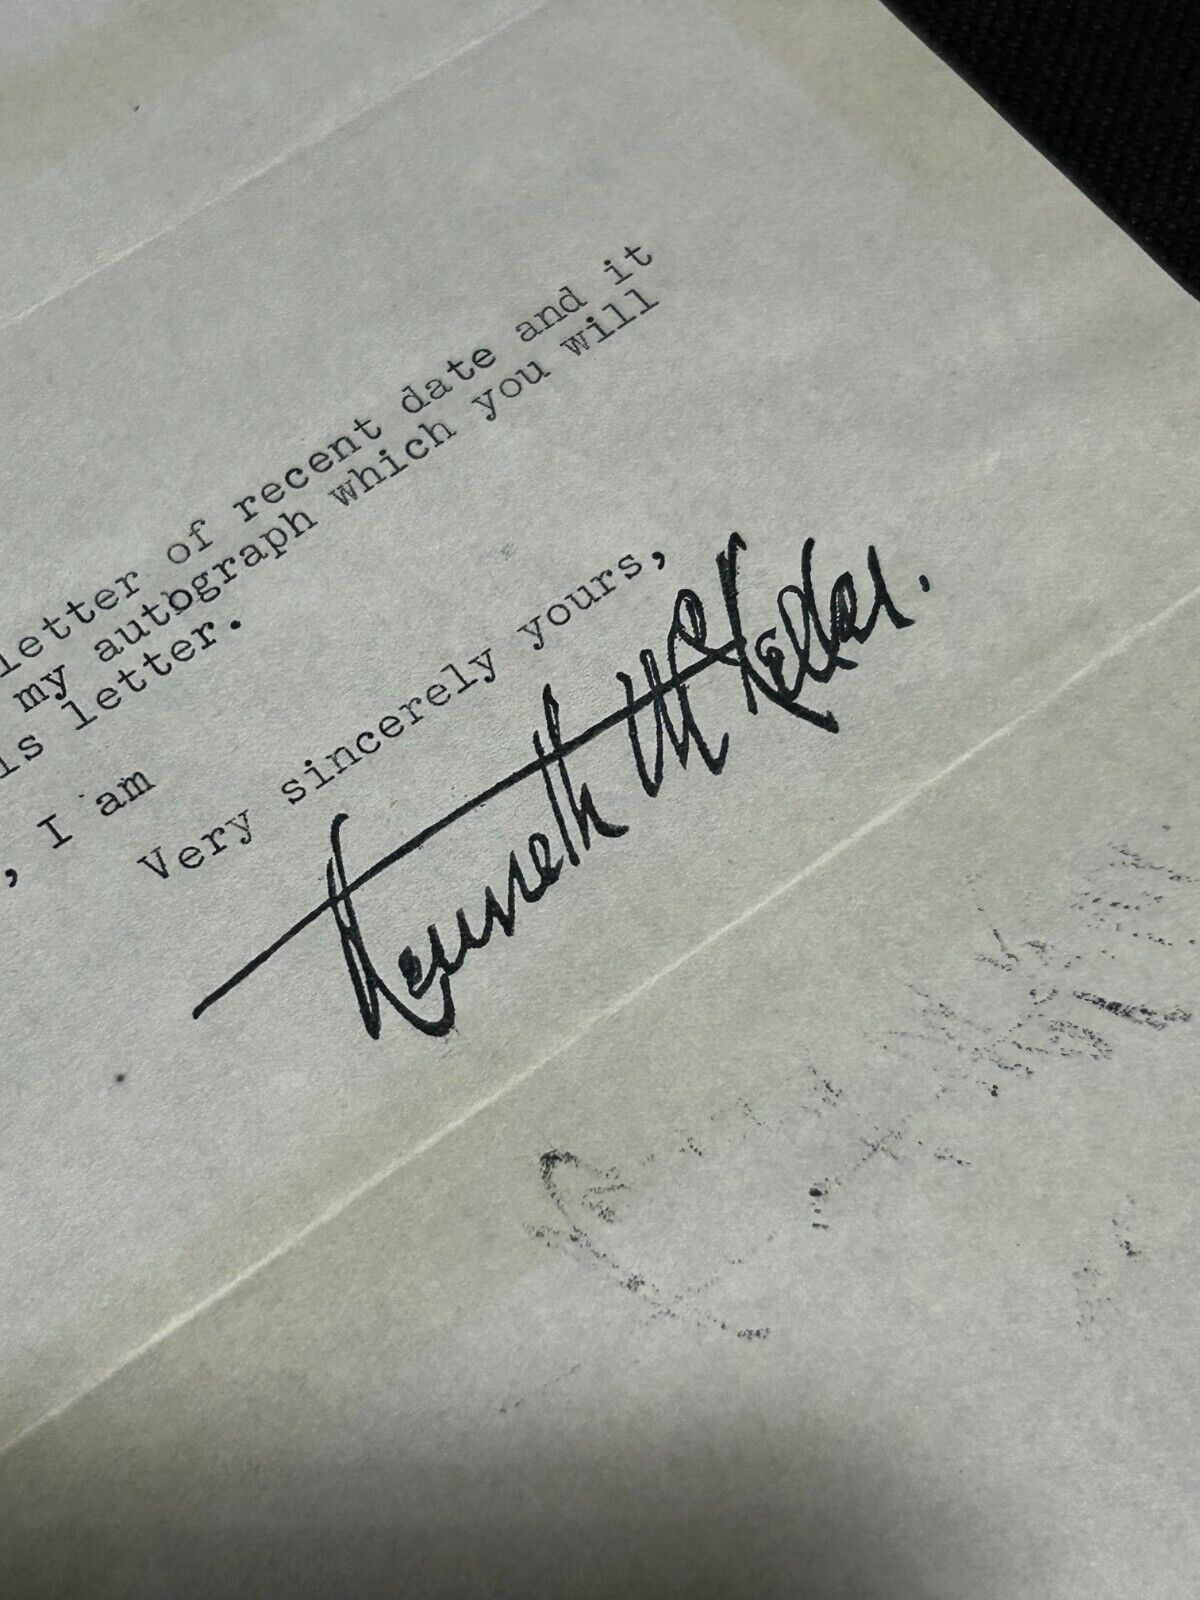 letter of recent date and it
my autograph which you will
is letter.
, I am
Very sincerely yours,
Kenneth McKellar.